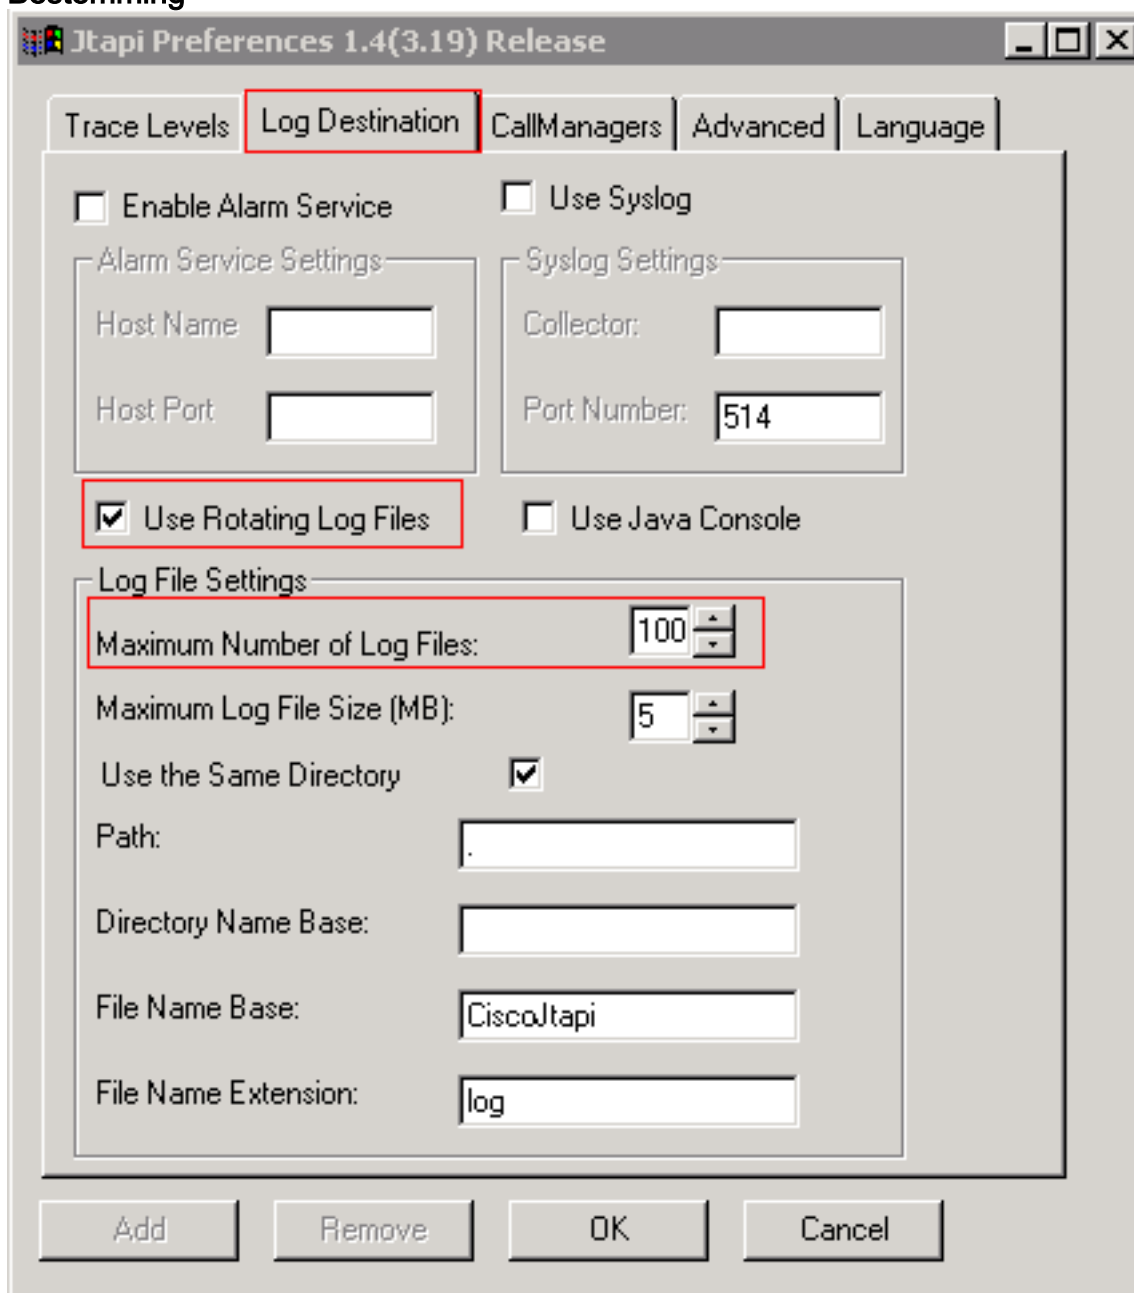 Bestemming
Jtapi Preferences 1.4(3.19) Release
Trace Levels Log Destination CallManagers Advanced Language
Enable Alarm Service Use Syslog
Alarm Service Settings Syslog Settings
Host Name Collector:
Host Port Port Number: 514
Use Rotating Log Files Use Java Console
Log File Settings
Maximum Number of Log Files: 100
Maximum Log File Size (MB): 5
Use the Same Directory
Path: .
Directory Name Base:
File Name Base: CiscoJtapi
File Name Extension: log
Add Remove OK Cancel